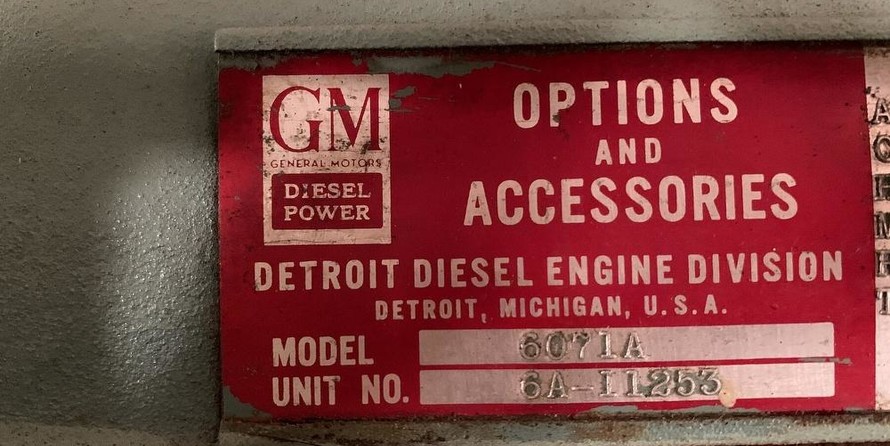 GM
GENERAL MOTORS
DIESEL
POWER
OPTIONS
AND
ACCESSORIES
DETROIT DIESEL ENGINE DIVISION
DETROIT, MICHIGAN, U.S.A.
MODEL 6071A
UNIT NO. 6A-11253